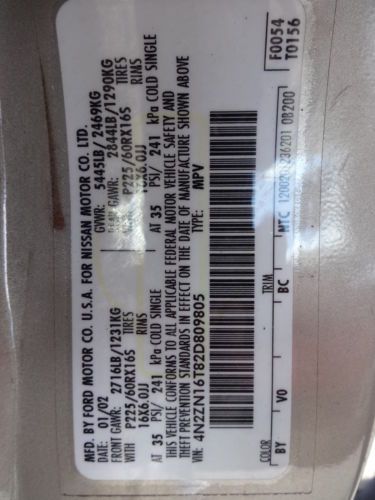 MFD. BY FORD MOTOR CO. U.S.A. FOR NISSAN MOTOR CO. LTD.
DATE: 01/02 GVWR: 5445LB/ 2469KG
FRONT GAWR: 2716LB/1231KG REAR GAWR: 2844LB/1290KG
WITH P225/60RX16S TIRES WITH P225/60RX16S TIRES
16X6.0JJ RIMS 16X6.0JJ RIMS
AT 35 PSI/ 241 kPa COLD SINGLE AT 35 PSI/ 241 kPa COLD SINGLE
THIS VEHICLE CONFORMS TO ALL APPLICABLE FEDERAL MOTOR VEHICLE SAFETY AND
THEFT PREVENTION STANDARDS IN EFFECT ON THE DATE OF MANUFACTURE SHOWN ABOVE
VIN: 4N2ZN16T82D809805 TYPE: MPV
F0054
T0156
COLOR TRIM MTC 0B200
BY VO BC